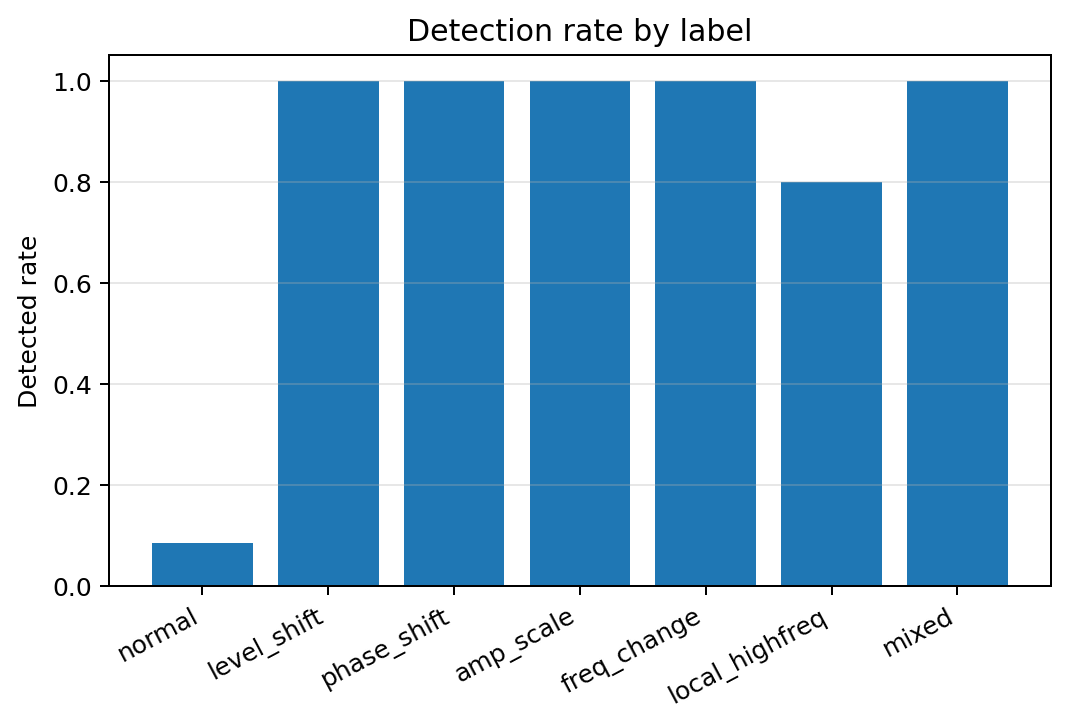 Detection rate by label
Detected rate
1.0
0.8
0.6
0.4
0.2
0.0
normal
level_shift
phase_shift
amp_scale
freq_change
local_highfreq
mixed